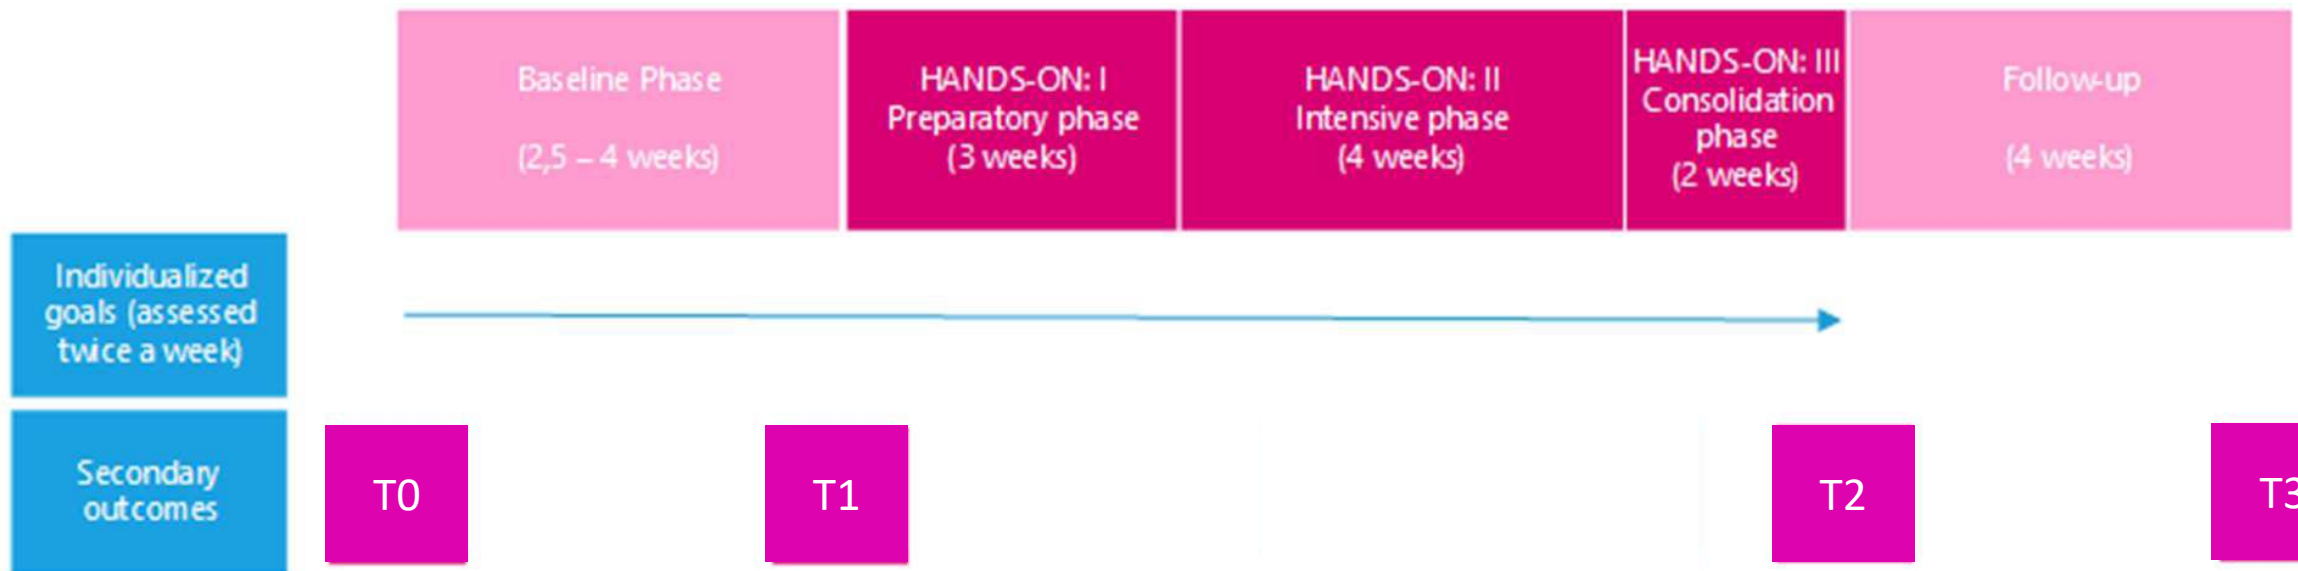 Baseline Phase
(2,5 – 4 weeks)
HANDS-ON: I
Preparatory phase
(3 weeks)
HANDS-ON: II
Intensive phase
(4 weeks)
HANDS-ON: III
Consolidation
phase
(2 weeks)
Follow-up
(4 weeks)
Individualized
goals (assessed
twice a week)
Secondary
outcomes
T0
T1
T2
T3